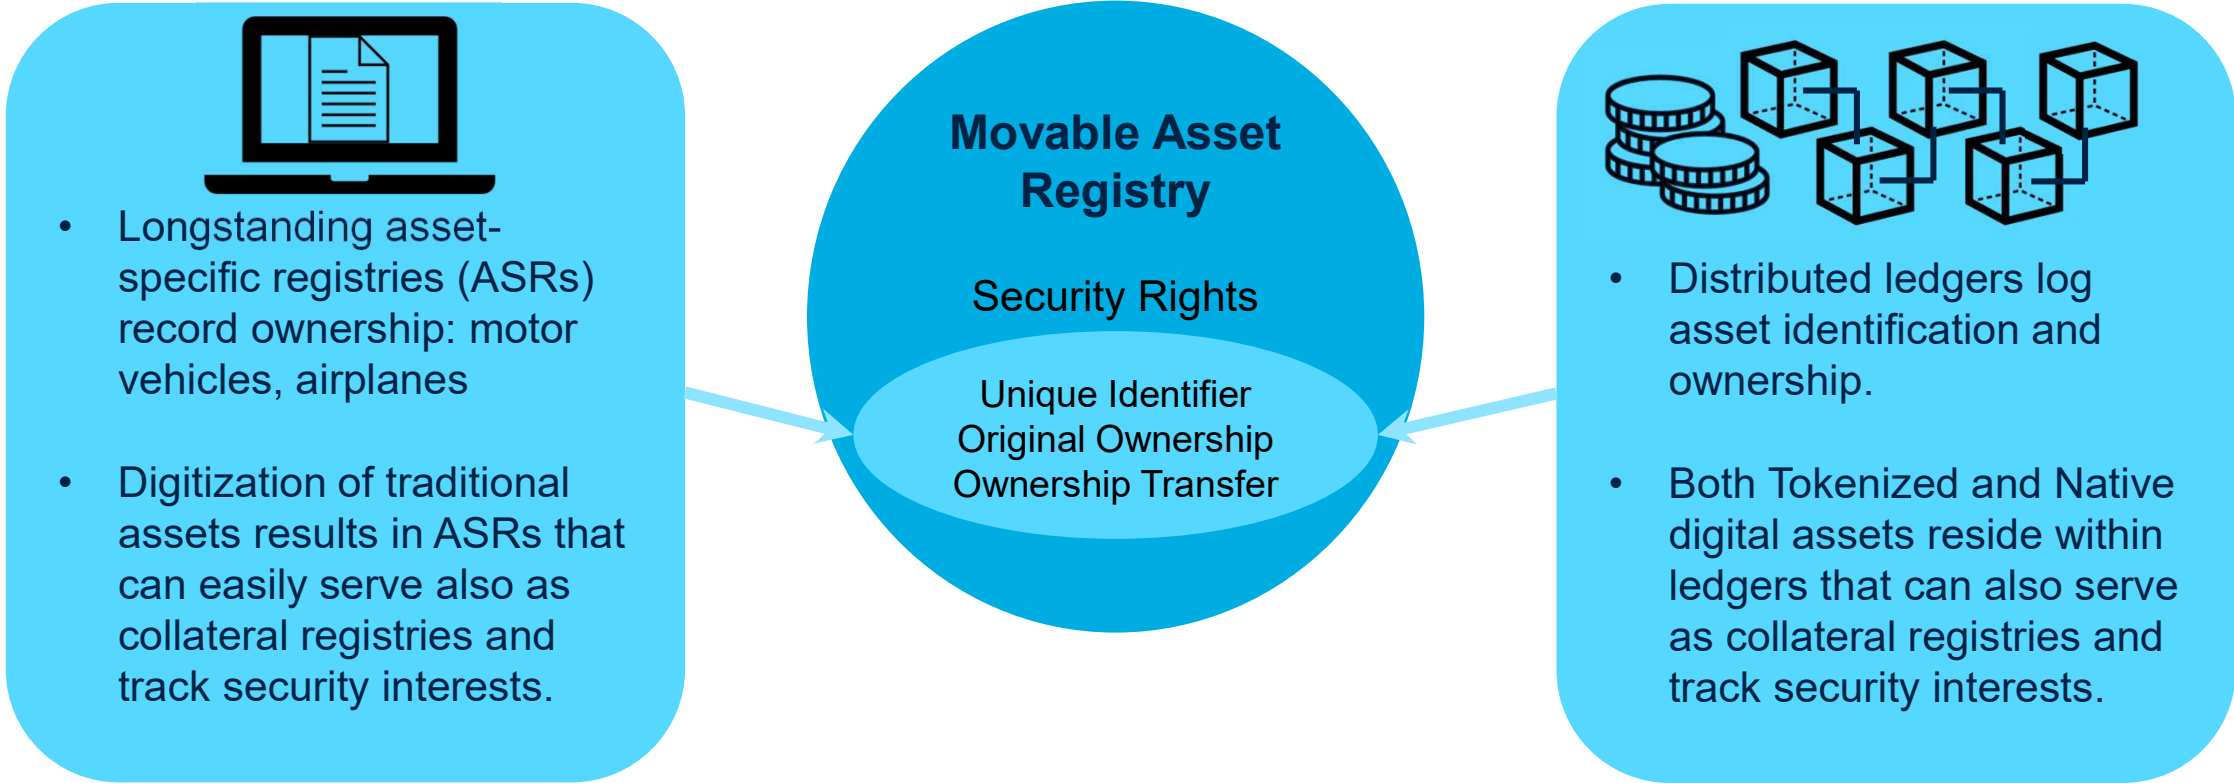 • Longstanding asset-
specific registries (ASRs)
record ownership: motor
vehicles, airplanes
• Digitization of traditional
assets results in ASRs that
can easily serve also as
collateral registries and
track security interests.
Movable Asset
Registry
Security Rights
Unique Identifier
Original Ownership
Ownership Transfer
• Distributed ledgers log
asset identification and
ownership.
• Both Tokenized and Native
digital assets reside within
ledgers that can also serve
as collateral registries and
track security interests.